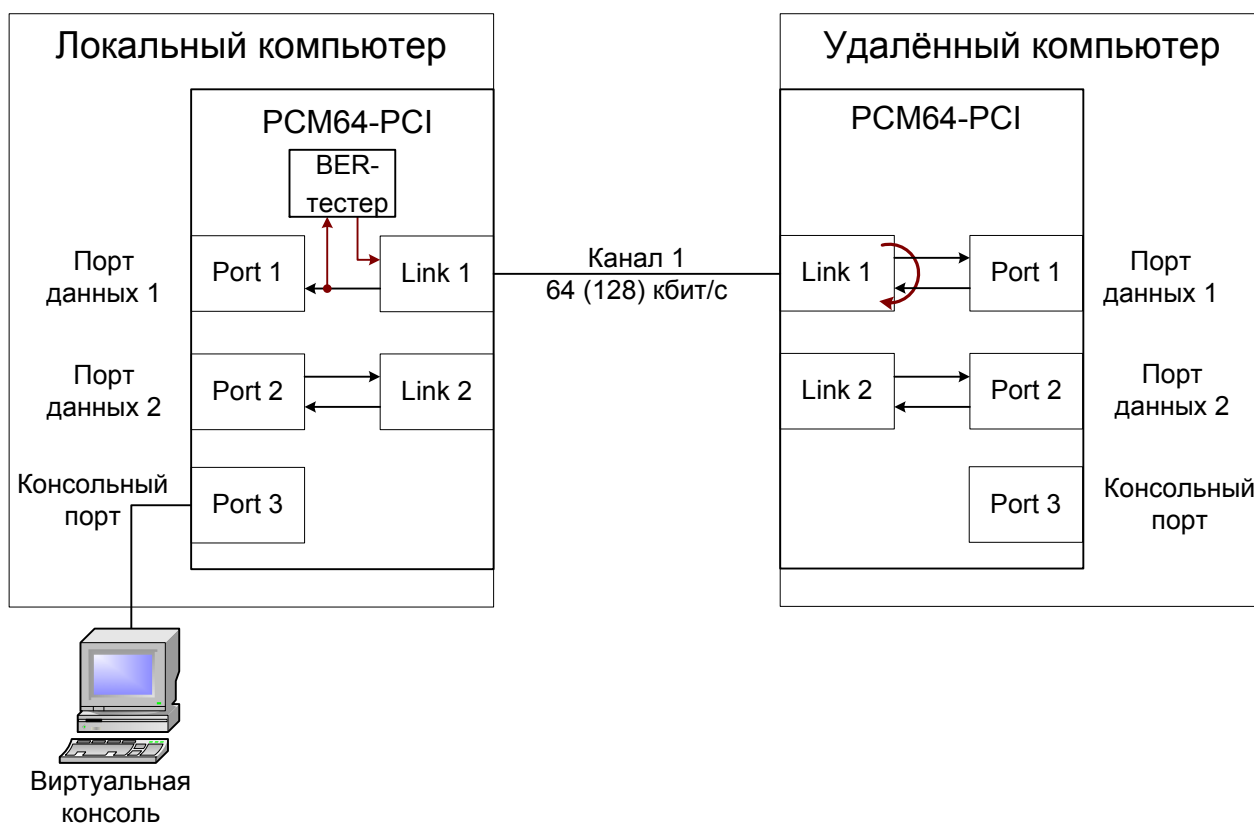 Локальный компьютер
Удалённый компьютер
PCM64-PCI
PCM64-PCI
BER-
тестер
Порт
данных 1
Port 1
Link 1
Канал 1
64 (128) кбит/с
Link 1
Port 1
Порт
данных 1
Порт
данных 2
Port 2
Link 2
Link 2
Port 2
Порт
данных 2
Консольный
порт
Port 3
Port 3
Консольный
порт
Виртуальная
консоль